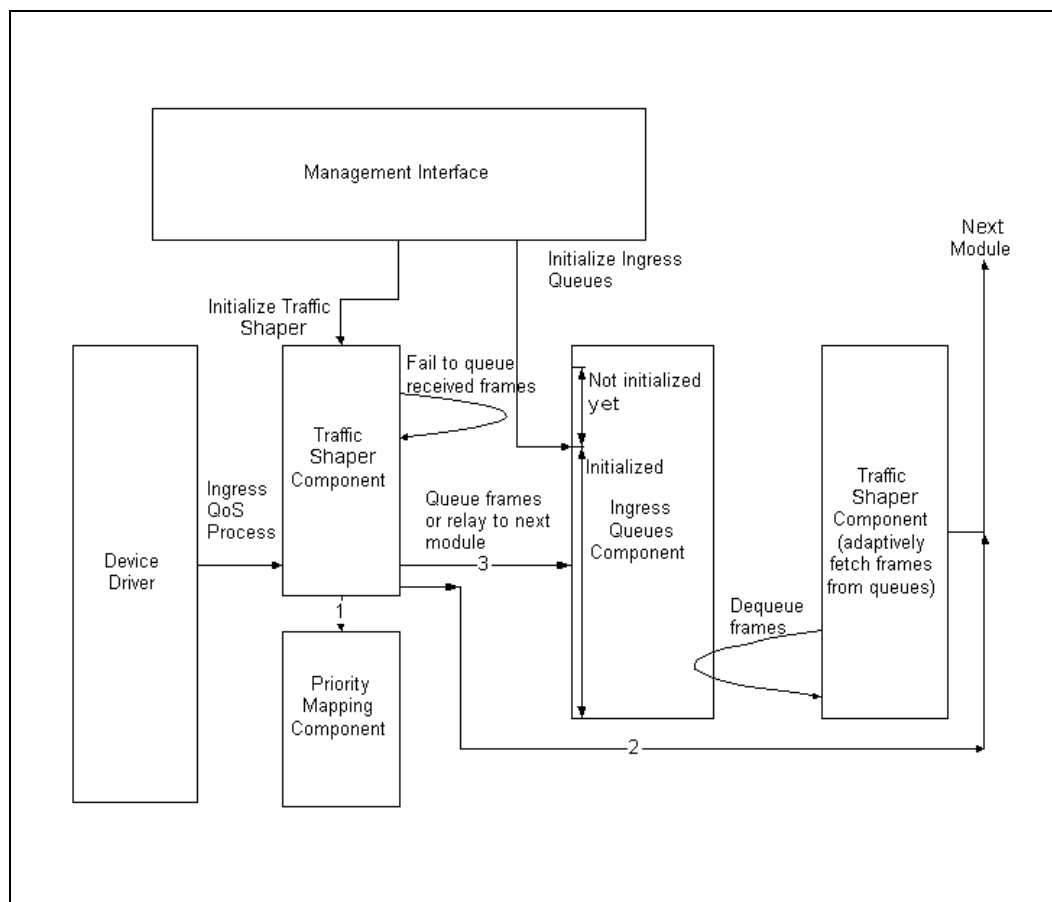 Management Interface
Next
Module
Initialize Ingress
Queues
Initialize Traffic
Shaper
Fail to queue
received frames
Not initialized
yet
Traffic
Shaper
Component
Initialized
Ingress
QoS
Process
Queue frames
or relay to next
module
Ingress
Queues
Component
Traffic
Shaper
Component
(adaptively
fetch frames
from queues)
Device
Driver
3
1
Dequeue
frames
Priority
Mapping
Component
2